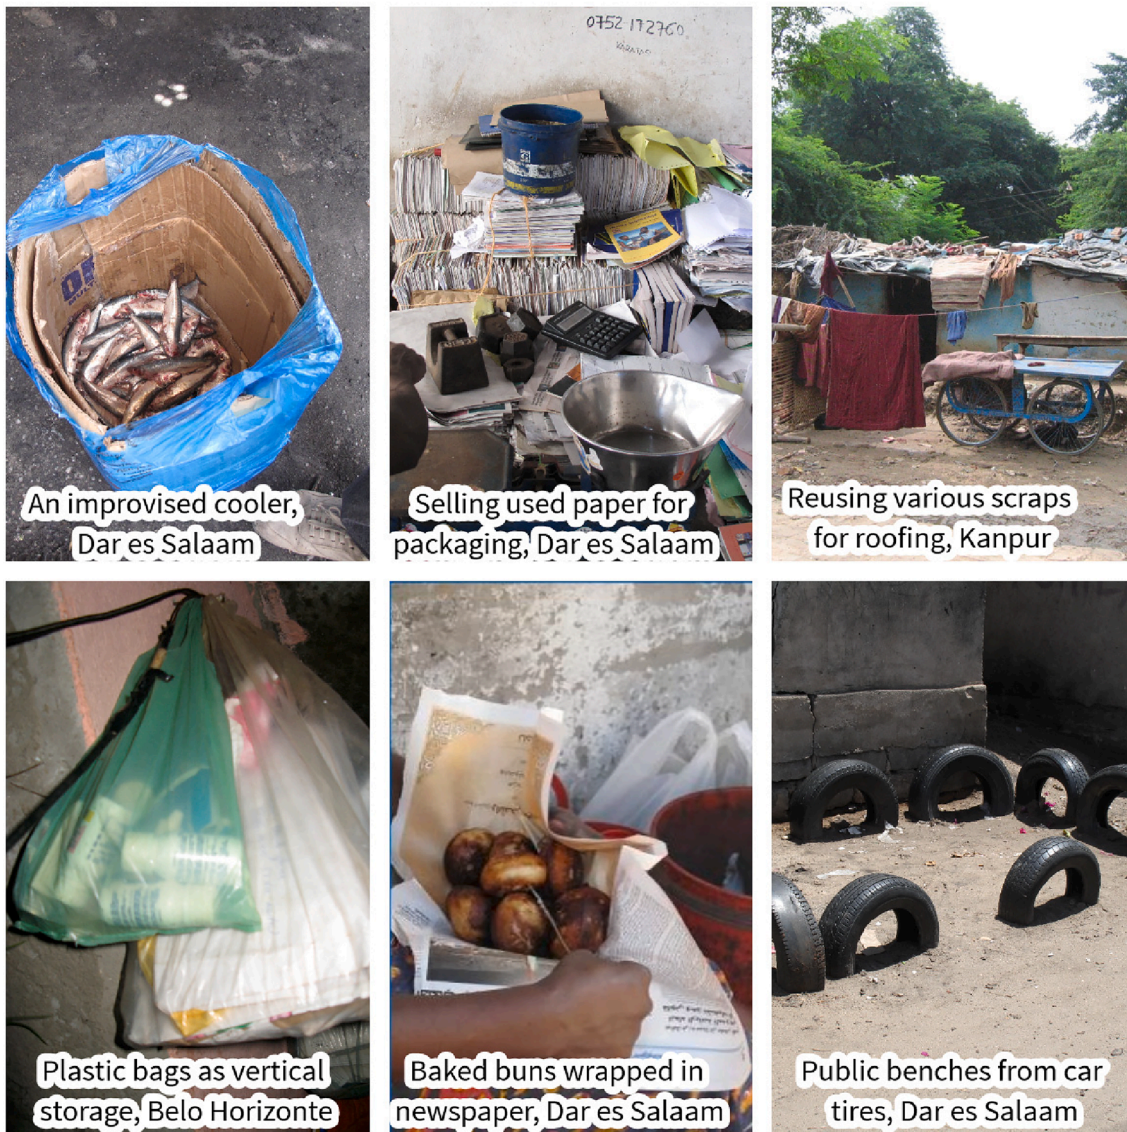 0752 172760
An improvised cooler,
Dar es Salaam
Selling used paper for
packaging, Dar es Salaam
Reusing various scraps
for roofing, Kanpur
Plastic bags as vertical
storage, Belo Horizonte
Baked buns wrapped in
newspaper, Dar es Salaam
Public benches from car
tires, Dar es Salaam